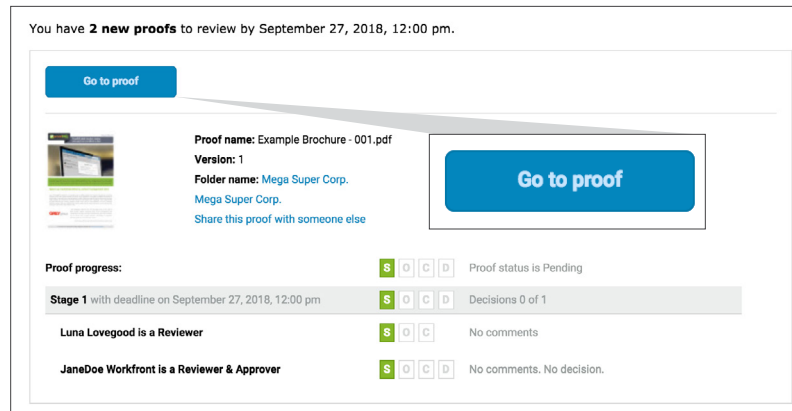 You have 2 new proofs to review by September 27, 2018, 12:00 pm.
Go to proof
Proof name: Example Brochure - 001.pdf
Version: 1
Folder name: Mega Super Corp.
Mega Super Corp.
Share this proof with someone else
Go to proof
Proof progress: S O C D Proof status is Pending
Stage 1 with deadline on September 27, 2018, 12:00 pm S O C D Decisions 0 of 1
Luna Lovegood is a Reviewer S O C No comments
JaneDoe Workfront is a Reviewer & Approver S O C D No comments. No decision.